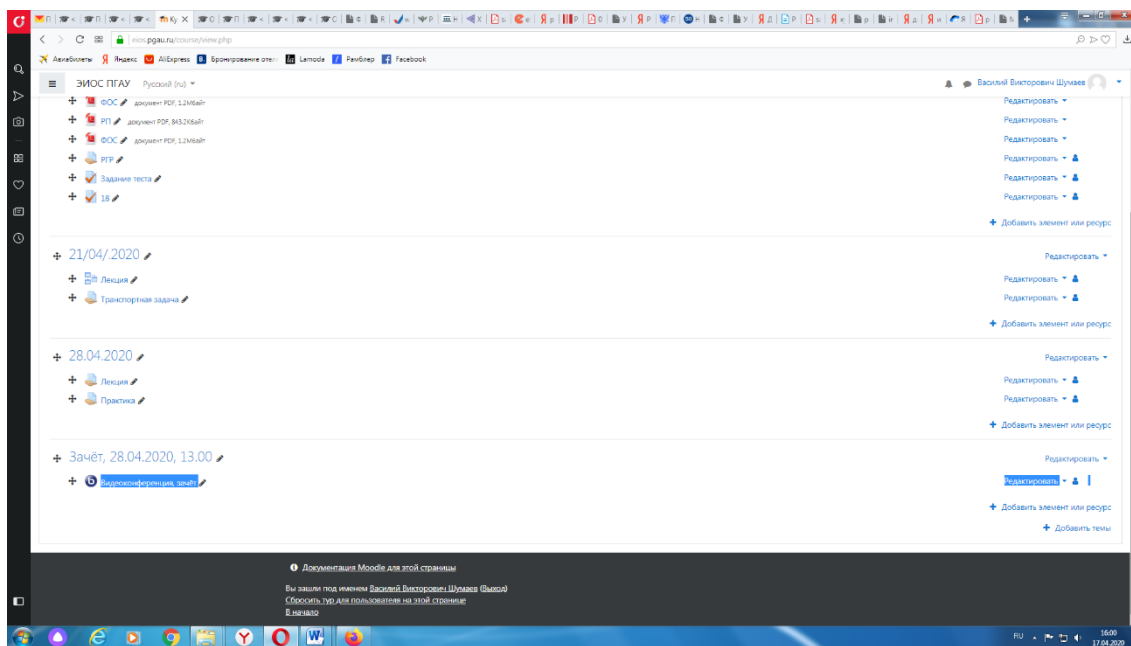 eios.pgau.ru/course/view.php
Авиабилеты Яндекс AliExpress Бронирование отел Lamoda Рамблер Facebook
ЭИОС ПГАУ Русский (ru) Василий Викторович Шумаев
ФОС документ PDF, 1.2Мбайт Редактировать
РП документ PDF, 843.2Кбайт Редактировать
ФОС документ PDF, 1.2Мбайт Редактировать
РГР Редактировать
Задание теста Редактировать
18 Редактировать
Добавить элемент или ресурс
21/04/.2020 Редактировать
Лекция Редактировать
Транспортная задача Редактировать
Добавить элемент или ресурс
28.04.2020 Редактировать
Лекция Редактировать
Практика Редактировать
Добавить элемент или ресурс
Зачёт, 28.04.2020, 13.00 Редактировать
Видеоконференция, зачёт Редактировать
Добавить элемент или ресурс
Добавить темы
Документация Moodle для этой страницы
Вы зашли под именем Василий Викторович Шумаев (Выход)
Сбросить тур для пользователя на этой странице
В начало
RU 16:00
17.04.2020